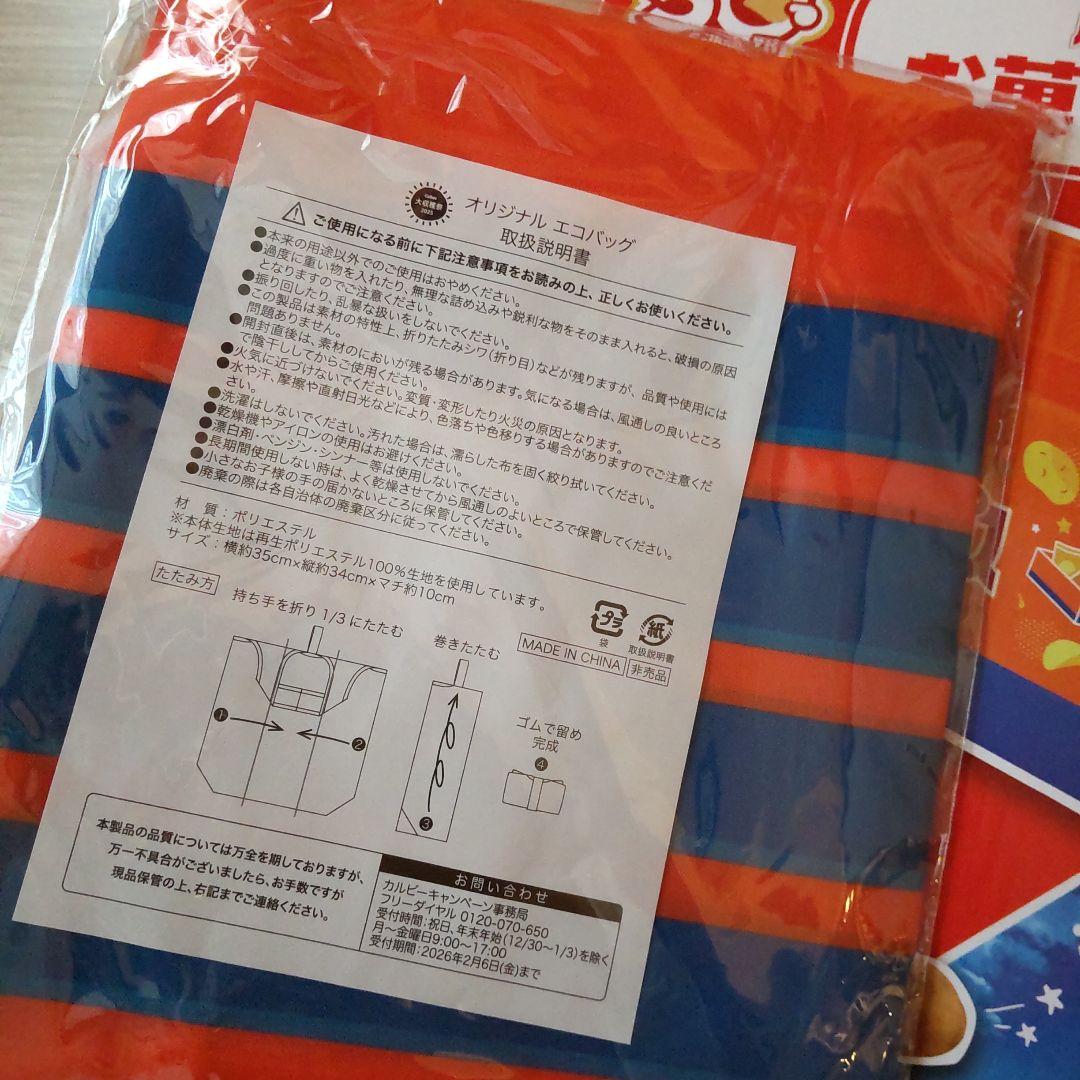 Calbee
大収穫祭
2025
オリジナル エコバッグ
取扱説明書
ご使用になる前に下記注意事項をお読みの上、正しくお使いください。
●本来の用途以外でのご使用はおやめください。
●過度に重い物を入れたり、無理な詰め込みや鋭利な物をそのまま入れると、破損の原因
となりますのでご注意ください。
●振り回したり、乱暴な扱いをしないでください。
●この製品は素材の特性上、折りたたみシワ(折り目)などが残りますが、品質や使用には
問題ありません。
●開封直後は、素材のにおいが残る場合があります。気になる場合は、風通しの良いところ
で陰干ししてからご使用ください。
●火気に近づけないでください。変質・変形したり火災の原因となります。
●水や汗、摩擦や直射日光などにより、色落ちや色移りする場合がありますのでご注意くだ
さい。
●洗濯はしないでください。汚れた場合は、濡らした布を固く絞り拭いてください。
●乾燥機やアイロンの使用はお避けください。
●漂白剤・ベンジン・シンナー等は使用しないでください。
●長期間使用しない時は、よく乾燥させてから風通しのよいところで保管してください。
●小さなお子様の手の届かないところに保管してください。
●廃棄の際は各自治体の廃棄区分に従ってください。
材 質：ポリエステル
※本体生地は再生ポリエステル100%生地を使用しています。
サイズ：横約35cm×縦約34cm×マチ約10cm
プラ
袋
紙
取扱説明書
MADE IN CHINA
非売品
たたみ方
持ち手を折り1/3にたたむ
巻きたたむ
ゴムで留め
完成
❶
❷
❸
❹
本製品の品質については万全を期しておりますが、
万一不具合がございましたら、お手数ですが
現品保管の上、右記までご連絡ください。
お問い合わせ
カルビーキャンペーン事務局
フリーダイヤル 0120-070-650
受付時間：祝日、年末年始(12/30～1/3)を除く
月～金曜日9:00～17:00
受付期間：2026年2月6日(金)まで
お菓